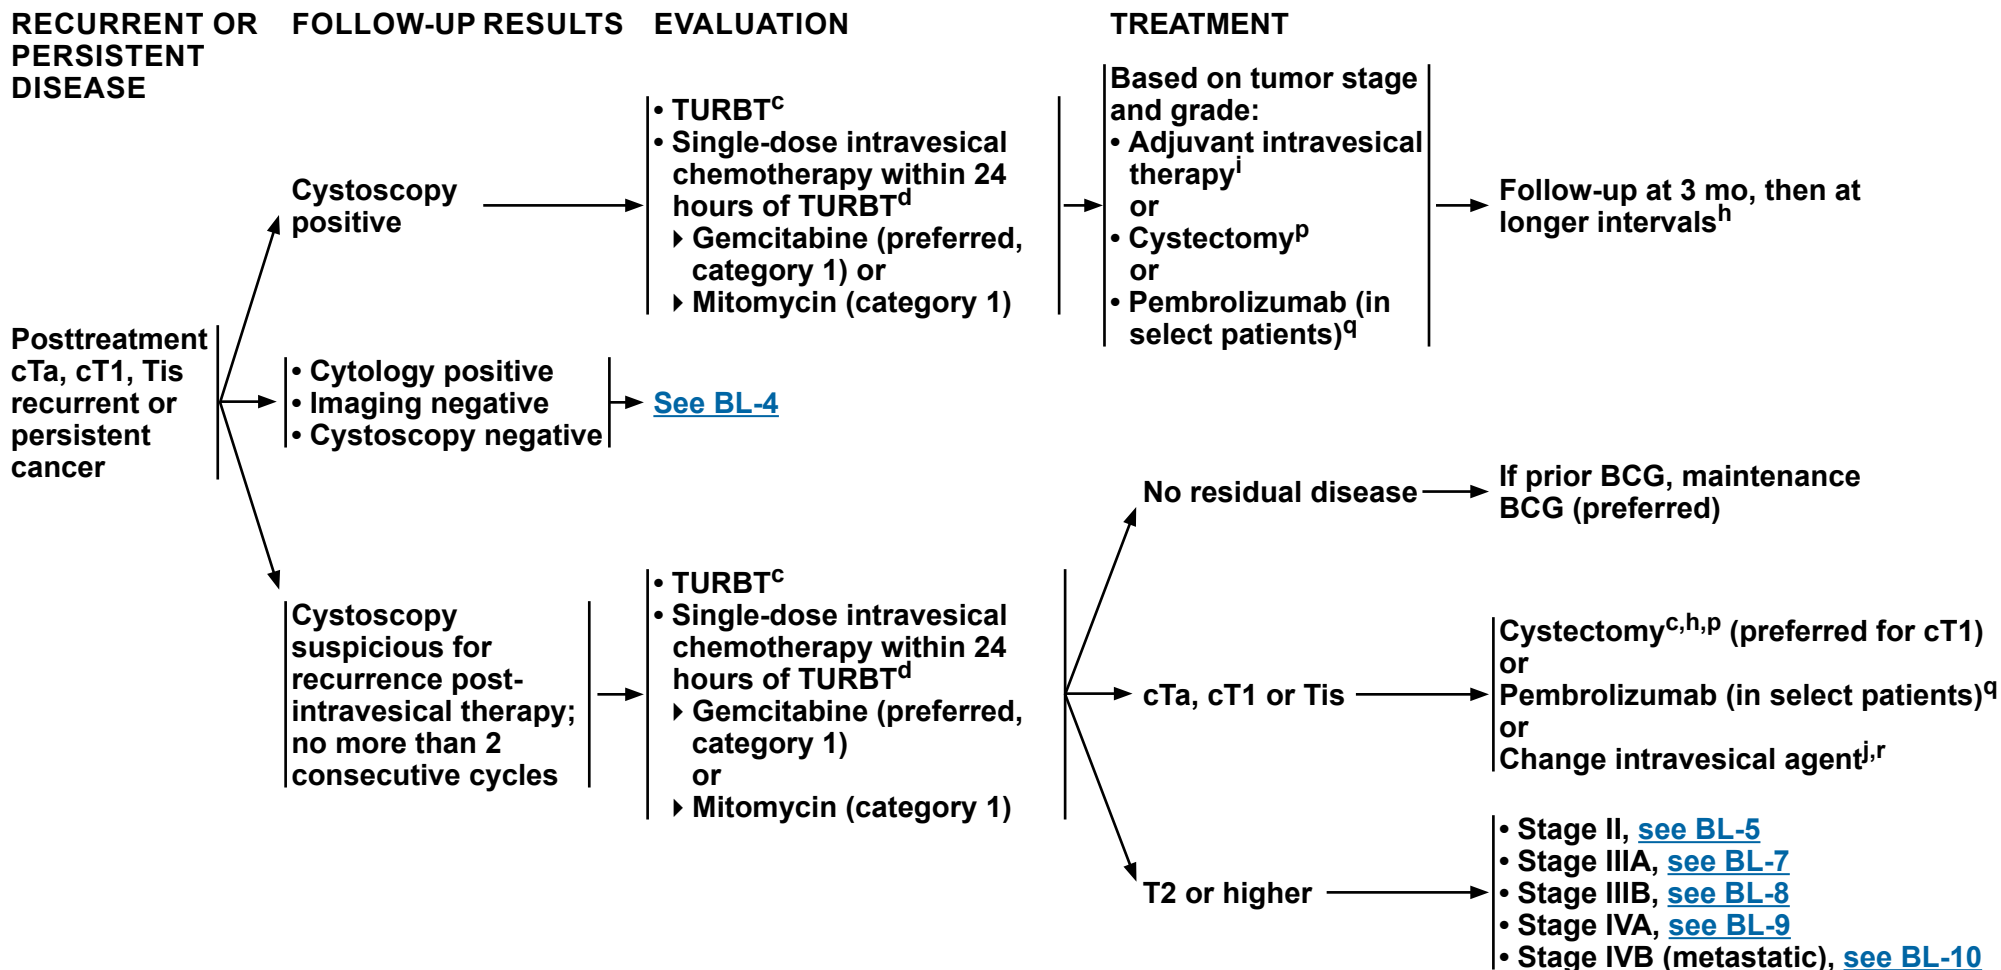 RECURRENT OR
PERSISTENT
DISEASE
FOLLOW-UP RESULTS
EVALUATION
TREATMENT
Posttreatment
cTa, cT1, Tis
recurrent or
persistent
cancer
Cystoscopy
positive
• TURBTc
• Single-dose intravesical
chemotherapy within 24
hours of TURBTd
▸ Gemcitabine (preferred,
category 1) or
▸ Mitomycin (category 1)
Based on tumor stage
and grade:
• Adjuvant intravesical
therapyj
or
• Cystectomyp
or
• Pembrolizumab (in
select patients)q
Follow-up at 3 mo, then at
longer intervalsh
• Cytology positive
• Imaging negative
• Cystoscopy negative
See BL-4
Cystoscopy
suspicious for
recurrence post-
intravesical therapy;
no more than 2
consecutive cycles
• TURBTc
• Single-dose intravesical
chemotherapy within 24
hours of TURBTd
▸ Gemcitabine (preferred,
category 1)
or
▸ Mitomycin (category 1)
No residual disease
If prior BCG, maintenance
BCG (preferred)
cTa, cT1 or Tis
Cystectomyc,h,p (preferred for cT1)
or
Pembrolizumab (in select patients)q
or
Change intravesical agentj,r
T2 or higher
• Stage II, see BL-5
• Stage IIIA, see BL-7
• Stage IIIB, see BL-8
• Stage IVA, see BL-9
• Stage IVB (metastatic), see BL-10